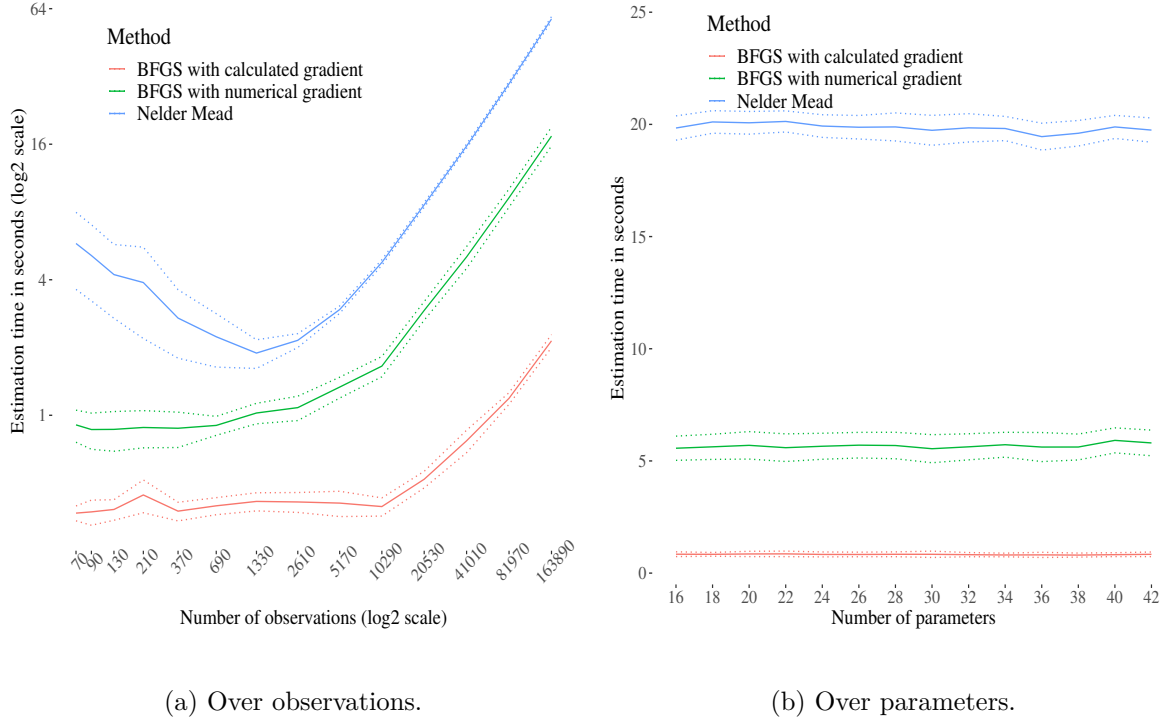 64
16
4
1
Estimation time in seconds (log2 scale)
Method
BFGS with calculated gradient
BFGS with numerical gradient
Nelder Mead
70
90
130
210
370
690
1330
2610
5170
10290
20530
41010
81970
163890
Number of observations (log2 scale)
(a) Over observations.
25
20
15
10
5
0
Estimation time in seconds
Method
BFGS with calculated gradient
BFGS with numerical gradient
Nelder Mead
16 18 20 22 24 26 28 30 32 34 36 38 40 42
Number of parameters
(b) Over parameters.